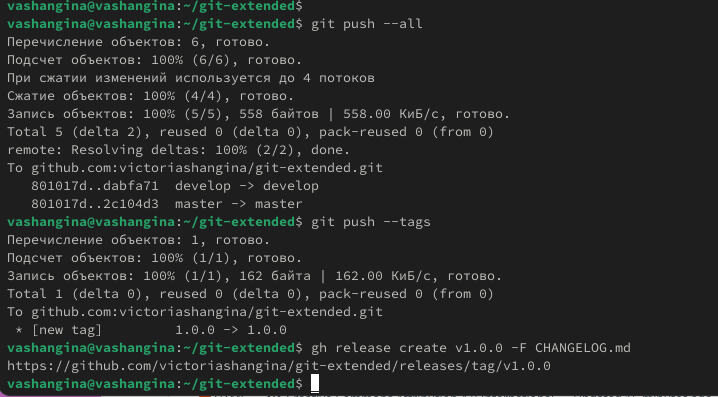 vashangina@vashangina:~/git-extended$
vashangina@vashangina:~/git-extended$ git push --all
Перечисление объектов: 6, готово.
Подсчет объектов: 100% (6/6), готово.
При сжатии изменений используется до 4 потоков
Сжатие объектов: 100% (4/4), готово.
Запись объектов: 100% (5/5), 558 байтов | 558.00 КиБ/с, готово.
Total 5 (delta 2), reused 0 (delta 0), pack-reused 0 (from 0)
remote: Resolving deltas: 100% (2/2), done.
To github.com:victoriashangina/git-extended.git
   801017d..dabfa71  develop -> develop
   801017d..2c104d3  master -> master
vashangina@vashangina:~/git-extended$ git push --tags
Перечисление объектов: 1, готово.
Подсчет объектов: 100% (1/1), готово.
Запись объектов: 100% (1/1), 162 байта | 162.00 КиБ/с, готово.
Total 1 (delta 0), reused 0 (delta 0), pack-reused 0 (from 0)
To github.com:victoriashangina/git-extended.git
 * [new tag]         1.0.0 -> 1.0.0
vashangina@vashangina:~/git-extended$ gh release create v1.0.0 -F CHANGELOG.md
https://github.com/victoriashangina/git-extended/releases/tag/v1.0.0
vashangina@vashangina:~/git-extended$